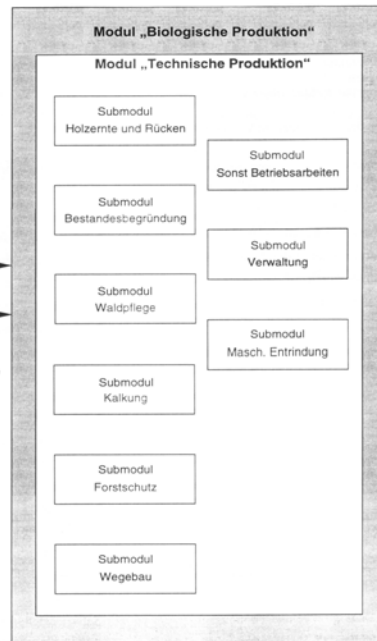 Modul „Biologische Produktion“
Modul „Technische Produktion“
Submodul
Holzernte und Rücken
Submodul
Bestandesbegründung
Submodul
Waldpflege
Submodul
Kalkung
Submodul
Forstschutz
Submodul
Wegebau
Submodul
Sonst Betriebsarbeiten
Submodul
Verwaltung
Submodul
Masch. Entrindung